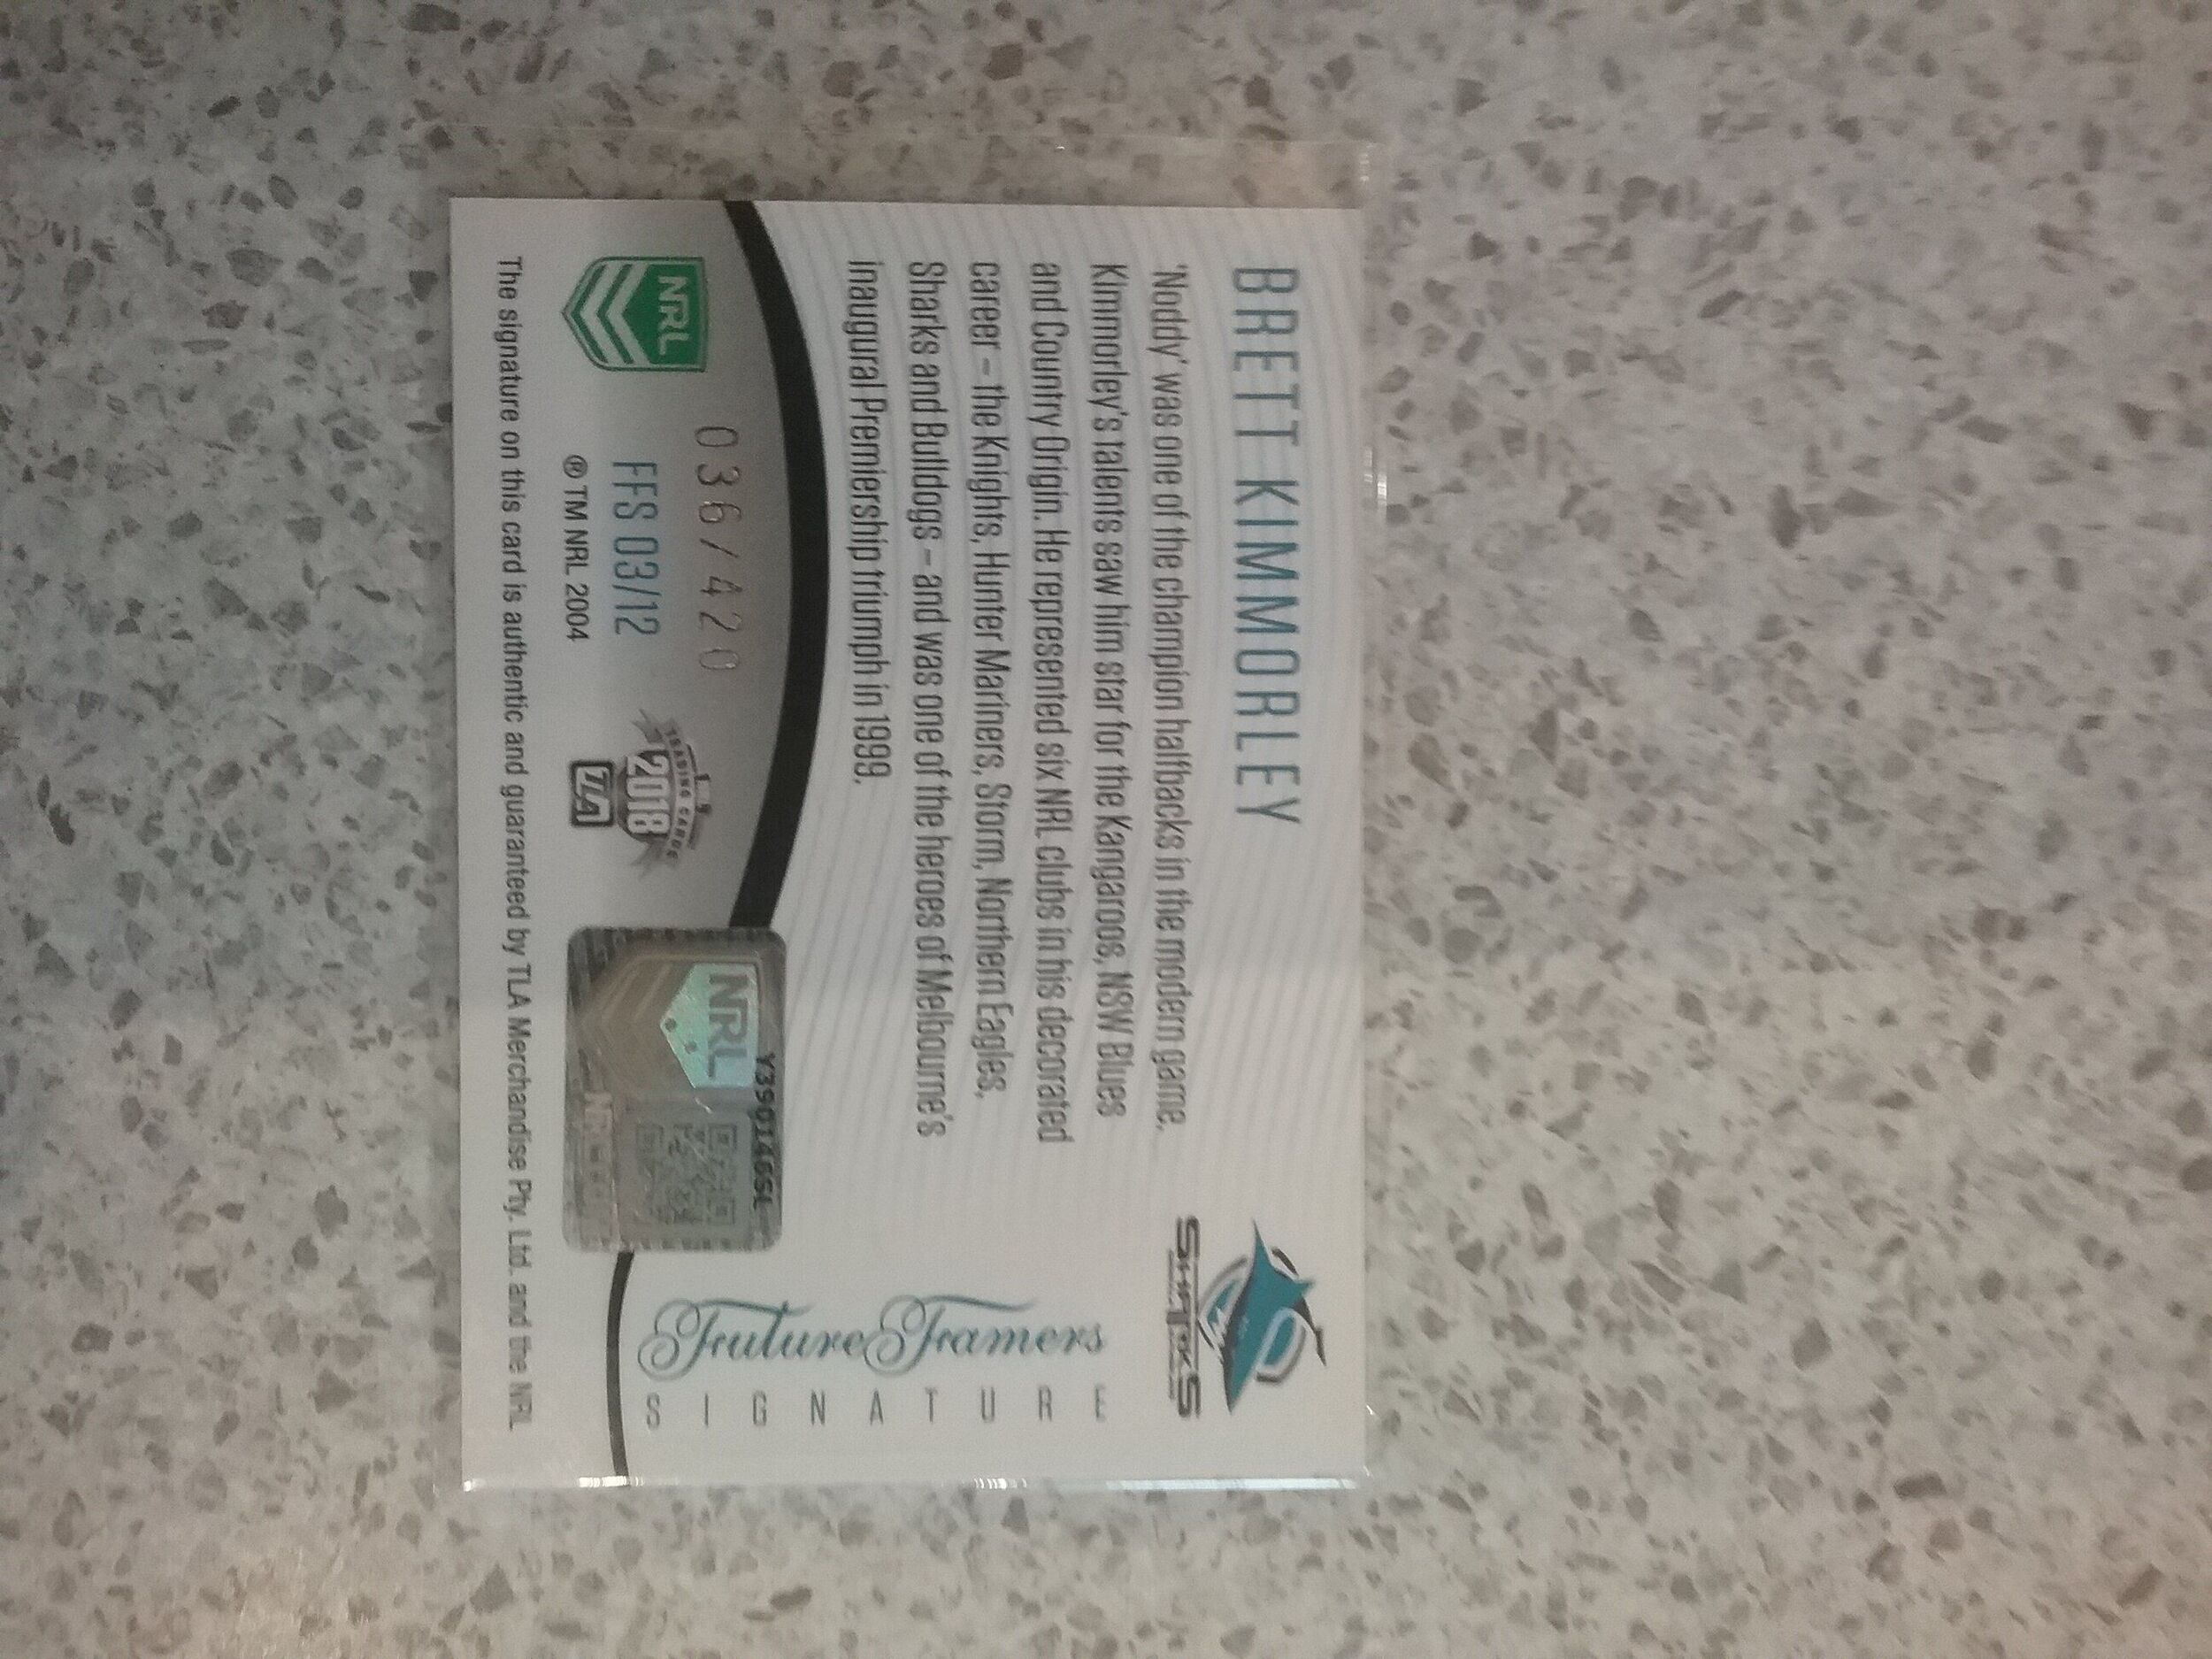 BRETT KIMMORLEY
'Noddy' was one of the champion halfbacks in the modern game.
Kimmorley's talents saw him star for the Kangaroos, NSW Blues
and Country Origin. He represented six NRL clubs in his decorated
career – the Knights, Hunter Mariners, Storm, Northern Eagles,
Sharks and Bulldogs – and was one of the heroes of Melbourne's
inaugural Premiership triumph in 1999.
SHARKS
Future Famers
SIGNATURE
NRL
036/420
FFS 03/12
® TM NRL 2004
TRADING CARDS
2018
TLA
NRL
The signature on this card is authentic and guaranteed by TLA Merchandise Pty. Ltd. and the NRL